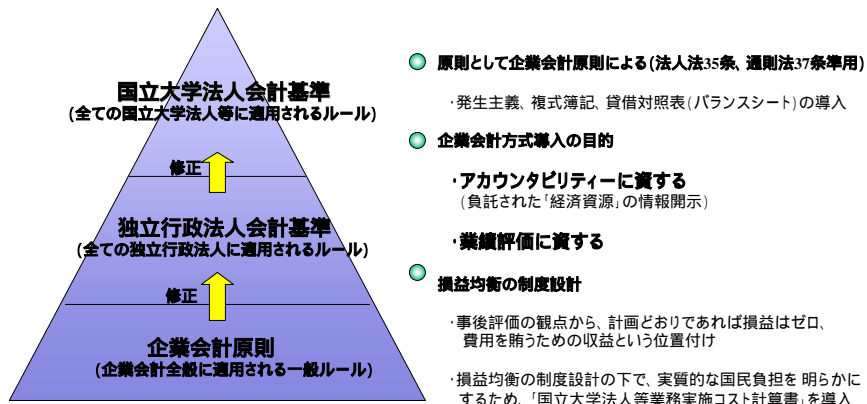 国立大学法人会計基準
(全ての国立大学法人等に適用されるルール)
修正
独立行政法人会計基準
(全ての独立行政法人に適用されるルール)
修正
企業会計原則
(企業会計全般に適用される一般ルール)
原則として企業会計原則による(法人法35条、通則法37条準用)
･発生主義、複式簿記、貸借対照表(バランスシート)の導入
企業会計方式導入の目的
･アカウンタビリティーに資する
(負託された｢経済資源｣の情報開示)
･業績評価に資する
損益均衡の制度設計
･事後評価の観点から、計画どおりであれば損益はゼロ、
費用を賄うための収益という位置付け
･損益均衡の制度設計の下で、実質的な国民負担を 明らかに
するため、｢国立大学法人等業務実施コスト計算書｣を導入